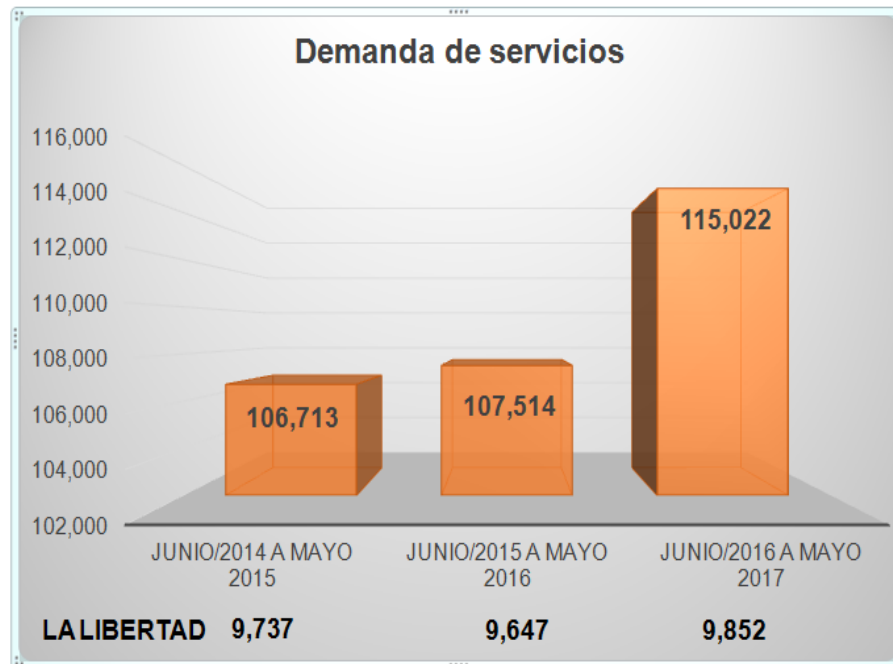 Demanda de servicios
116,000
114,000
112,000
110,000
108,000
106,000
104,000
102,000
106,713
107,514
115,022
JUNIO/2014 A MAYO
2015
JUNIO/2015 A MAYO
2016
JUNIO/2016 A MAYO
2017
LA LIBERTAD 9,737 9,647 9,852